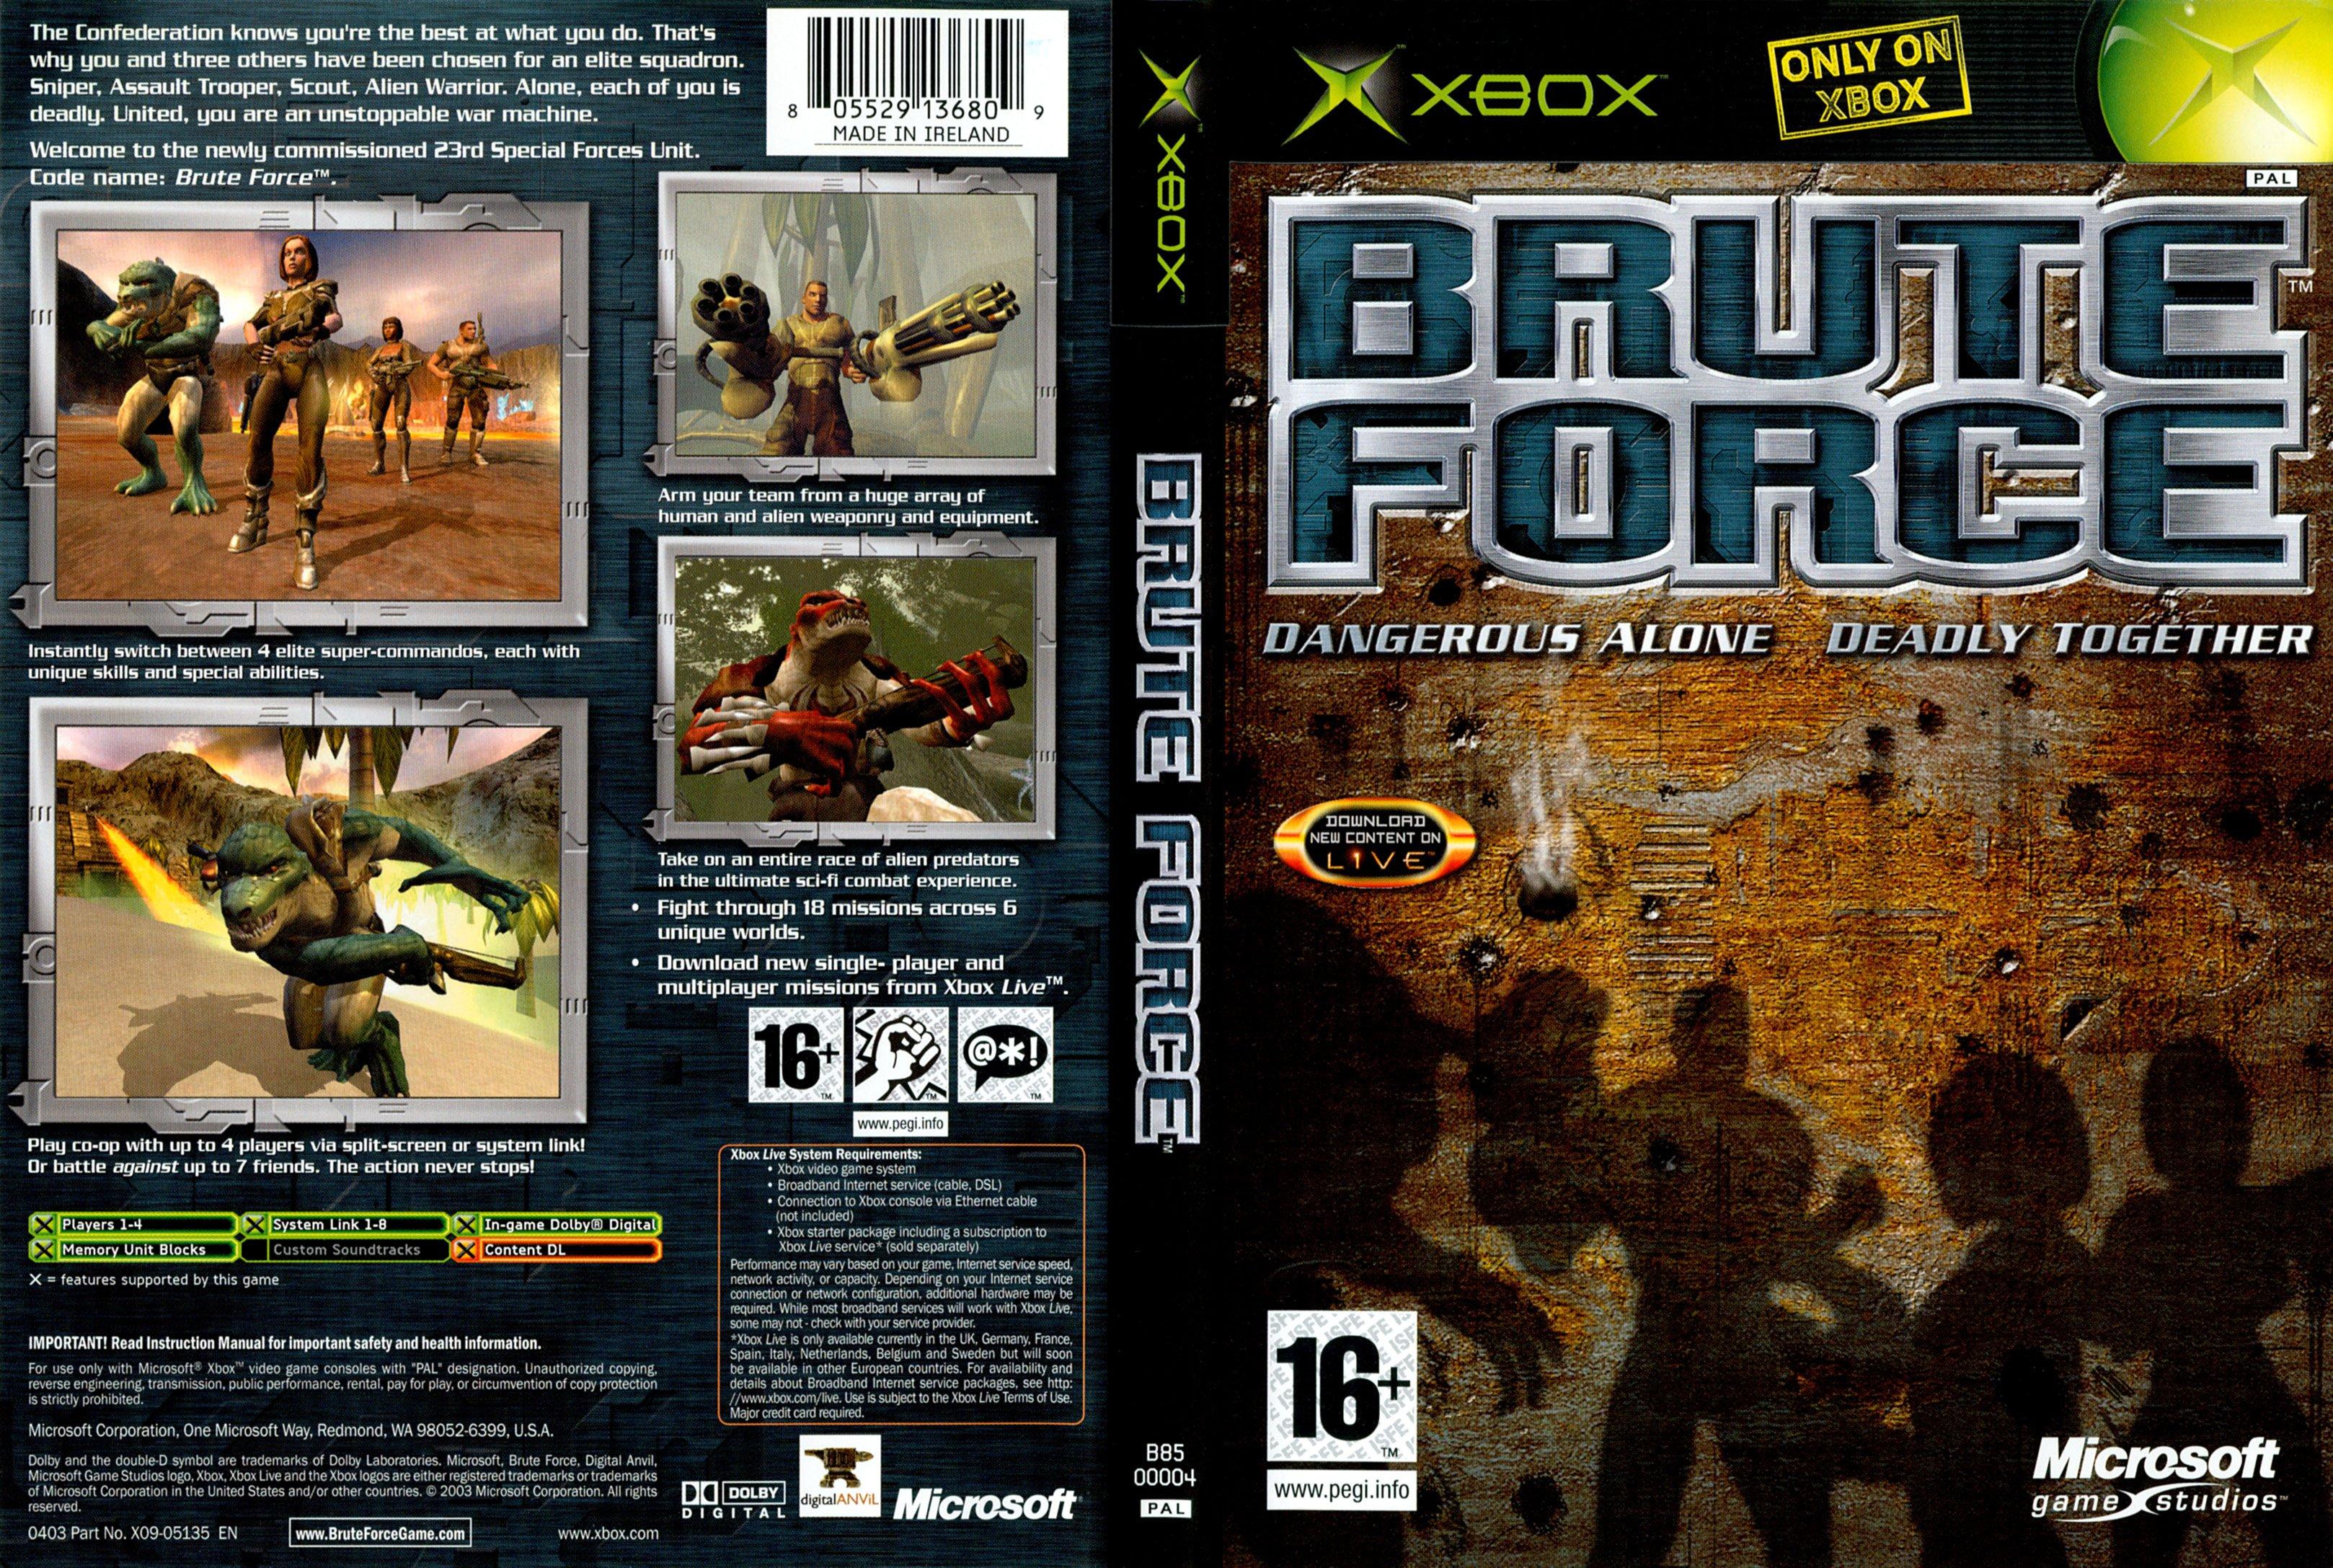 The Confederation knows you're the best at what you do. That's
why you and three others have been chosen for an elite squadron.
Sniper, Assault Trooper, Scout, Alien Warrior. Alone, each of you is
deadly. United, you are an unstoppable war machine.
Welcome to the newly commissioned 23rd Special Forces Unit.
Code name: Brute Force™.
8 05529 13680 9
MADE IN IRELAND
Instantly switch between 4 elite super-commandos, each with
unique skills and special abilities.
Arm your team from a huge array of
human and alien weaponry and equipment.
Take on an entire race of alien predators
in the ultimate sci-fi combat experience.
• Fight through 18 missions across 6
unique worlds.
• Download new single- player and
multiplayer missions from Xbox Live™.
Play co-op with up to 4 players via split-screen or system link!
Or battle against up to 7 friends. The action never stops!
16+
@*!
TM TM TM
www.pegi.info
Players 1-4
System Link 1-8
In-game Dolby® Digital
Memory Unit Blocks
Custom Soundtracks
Content DL
X = features supported by this game
Xbox Live System Requirements:
• Xbox video game system
• Broadband Internet service (cable, DSL)
• Connection to Xbox console via Ethernet cable
(not included)
• Xbox starter package including a subscription to
Xbox Live service* (sold separately)
Performance may vary based on your game, Internet service speed,
network activity, or capacity. Depending on your Internet service
connection or network configuration, additional hardware may be
required. While most broadband services will work with Xbox Live,
some may not - check with your service provider.
*Xbox Live is only available currently in the UK, Germany, France,
Spain, Italy, Netherlands, Belgium and Sweden but will soon
be available in other European countries. For availability and
details about Broadband Internet service packages, see http:
//www.xbox.com/live. Use is subject to the Xbox Live Terms of Use.
Major credit card required.
IMPORTANT! Read Instruction Manual for important safety and health information.
For use only with Microsoft® Xbox™ video game consoles with "PAL" designation. Unauthorized copying,
reverse engineering, transmission, public performance, rental, pay for play, or circumvention of copy protection
is strictly prohibited.
Microsoft Corporation, One Microsoft Way, Redmond, WA 98052-6399, U.S.A.
Dolby and the double-D symbol are trademarks of Dolby Laboratories. Microsoft, Brute Force, Digital Anvil,
Microsoft Game Studios logo, Xbox, Xbox Live and the Xbox logos are either registered trademarks or trademarks
of Microsoft Corporation in the United States and/or other countries. © 2003 Microsoft Corporation. All rights
reserved.
0403 Part No. X09-05135 EN
www.BruteForceGame.com
www.xbox.com
DOLBY
DIGITAL
digitalANViL
Microsoft®
XBOX™
BRUTE FORCE™
B85
00004
PAL
XBOX™
ONLY ON
XBOX
PAL
BRUTE™
FORCE
DANGEROUS ALONE DEADLY TOGETHER
DOWNLOAD
NEW CONTENT ON
LIVE™
16+
TM
www.pegi.info
Microsoft
game studios™